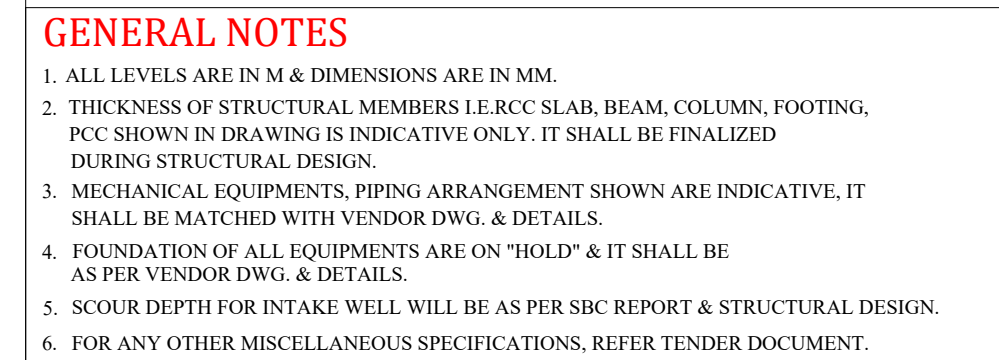 GENERAL NOTES
1. ALL LEVELS ARE IN M & DIMENSIONS ARE IN MM.
2. THICKNESS OF STRUCTURAL MEMBERS I.E.RCC SLAB, BEAM, COLUMN, FOOTING,
PCC SHOWN IN DRAWING IS INDICATIVE ONLY. IT SHALL BE FINALIZED
DURING STRUCTURAL DESIGN.
3. MECHANICAL EQUIPMENTS, PIPING ARRANGEMENT SHOWN ARE INDICATIVE, IT
SHALL BE MATCHED WITH VENDOR DWG. & DETAILS.
4. FOUNDATION OF ALL EQUIPMENTS ARE ON "HOLD" & IT SHALL BE
AS PER VENDOR DWG. & DETAILS.
5. SCOUR DEPTH FOR INTAKE WELL WILL BE AS PER SBC REPORT & STRUCTURAL DESIGN.
6. FOR ANY OTHER MISCELLANEOUS SPECIFICATIONS, REFER TENDER DOCUMENT.